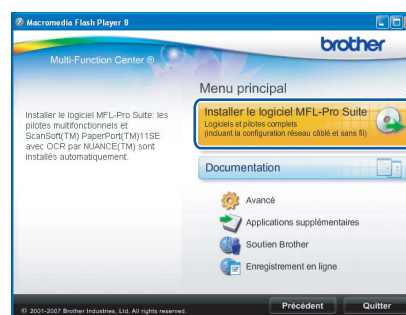 Macromedia Flash Player 8
brother
Multi-Function Center ®
Menu principal
Installer le logiciel MFL-Pro Suite: les
pilotes multifonctionnels et
ScanSoft(TM) PaperPort(TM)11SE
avec OCR par NUANCE(TM) sont
installés automatiquement.
Installer le logiciel MFL-Pro Suite
Logiciels et pilotes complets
(incluant la configuration réseau câblé et sans fil)
Documentation
Avancé
Applications supplémentaires
Soutien Brother
Enregistrement en ligne
© 2001-2007 Brother Industries, Ltd. All rights reserved.
Précédent
Quitter